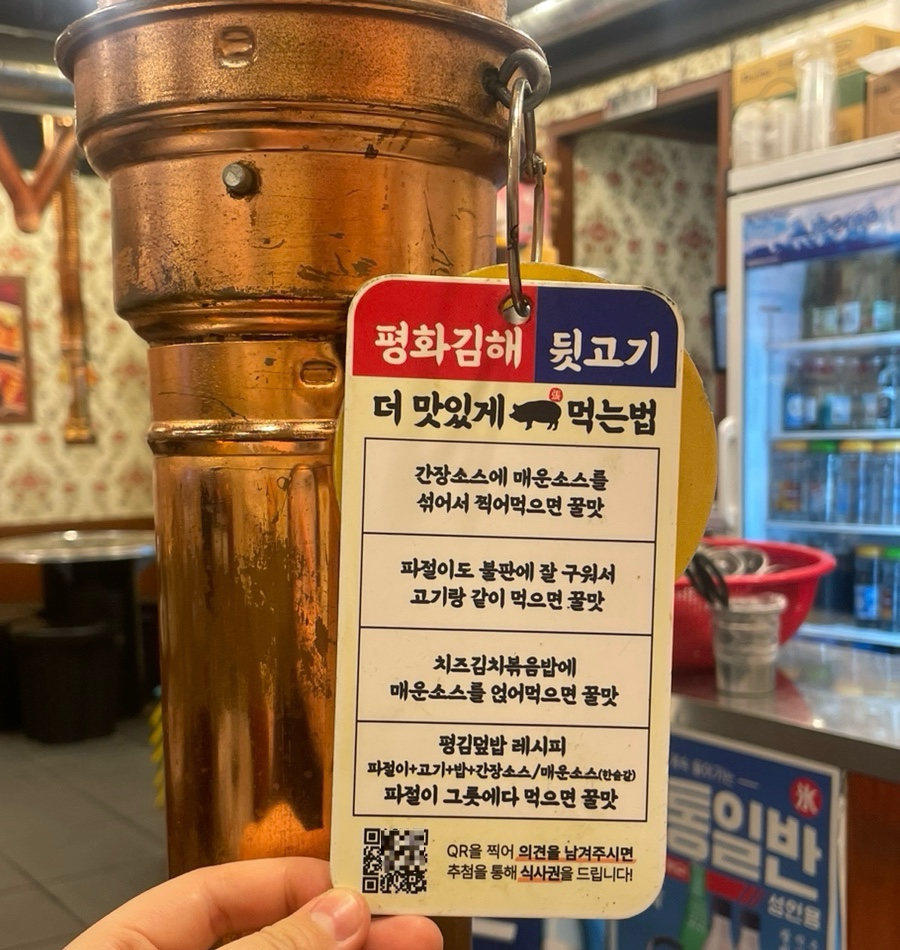 평화김해 뒷고기
더 맛있게 먹는법
간장소스에 매운소스를
섞어서 찍어먹으면 꿀맛
파절이도 불판에 잘 구워서
고기랑 같이 먹으면 꿀맛
치즈김치볶음밥에
매운소스를 얹어먹으면 꿀맛
평김덮밥 레시피
파절이+고기+밥+간장소스/매운소스(한숟갈)
파절이 그릇에다 먹으면 꿀맛
QR을 찍어 의견을 남겨주시면
추첨을 통해 식사권을 드립니다!
통일반